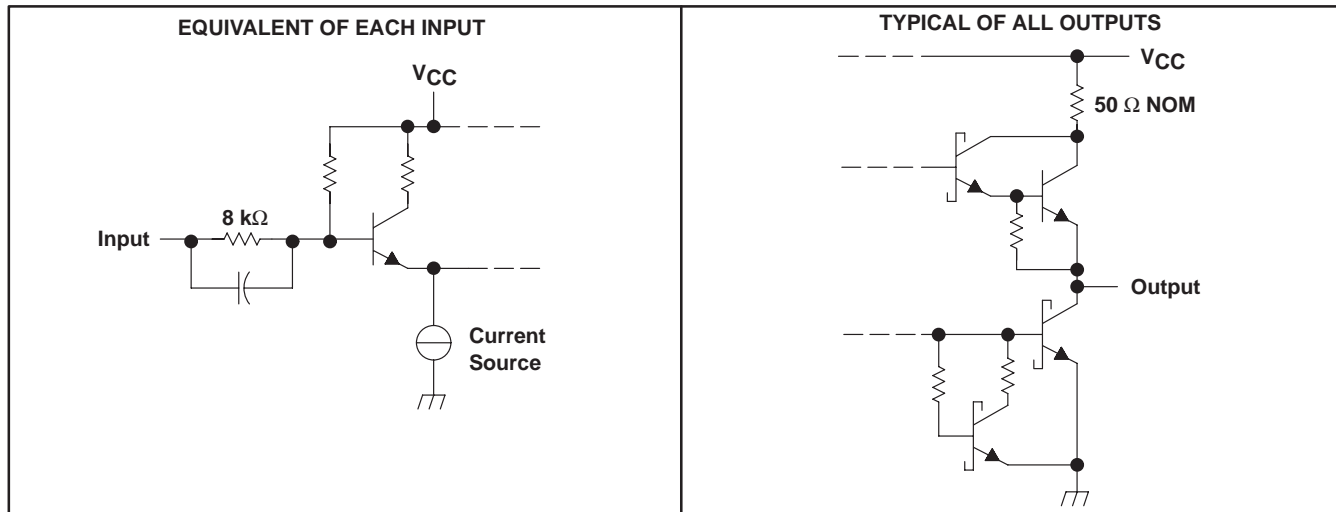 EQUIVALENT OF EACH INPUT
VCC
8 kΩ
Input
Current
Source
TYPICAL OF ALL OUTPUTS
VCC
50 Ω NOM
Output